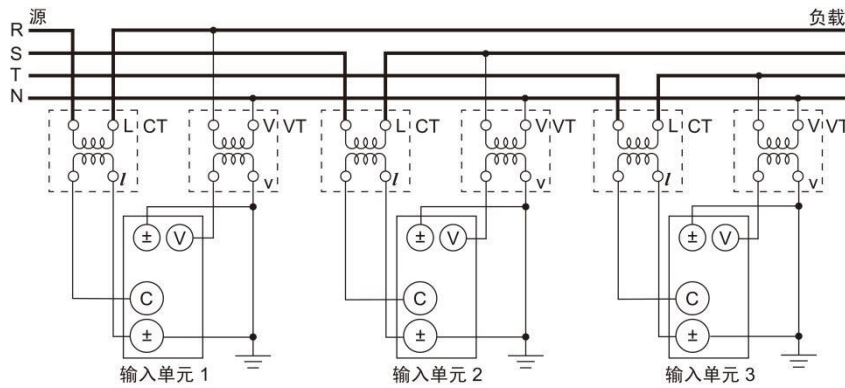 源 负载
R
S
T
N
L CT V VT L CT V VT L CT V VT
l v l v l v
± V ± V ± V
C C C
± ± ±
输入单元 1 输入单元 2 输入单元 3